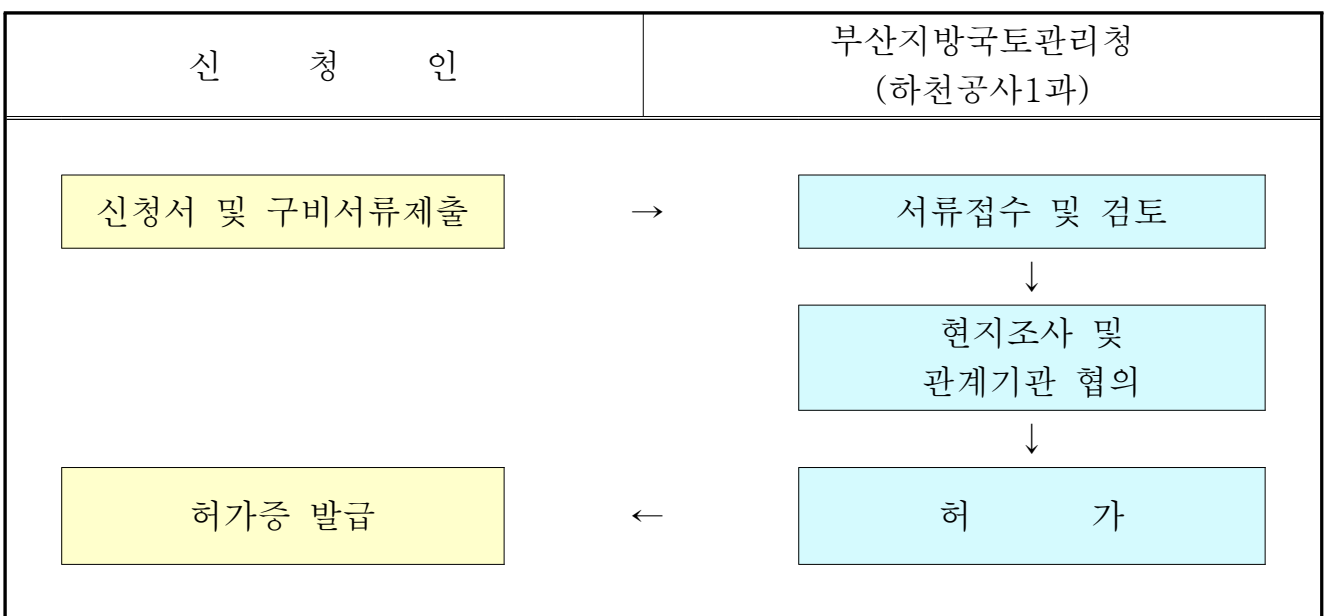 신 청 인
부산지방국토관리청
(하천공사1과)
신청서 및 구비서류제출
→
서류접수 및 검토
↓
현지조사 및
관계기관 협의
↓
허가증 발급
←
허 가